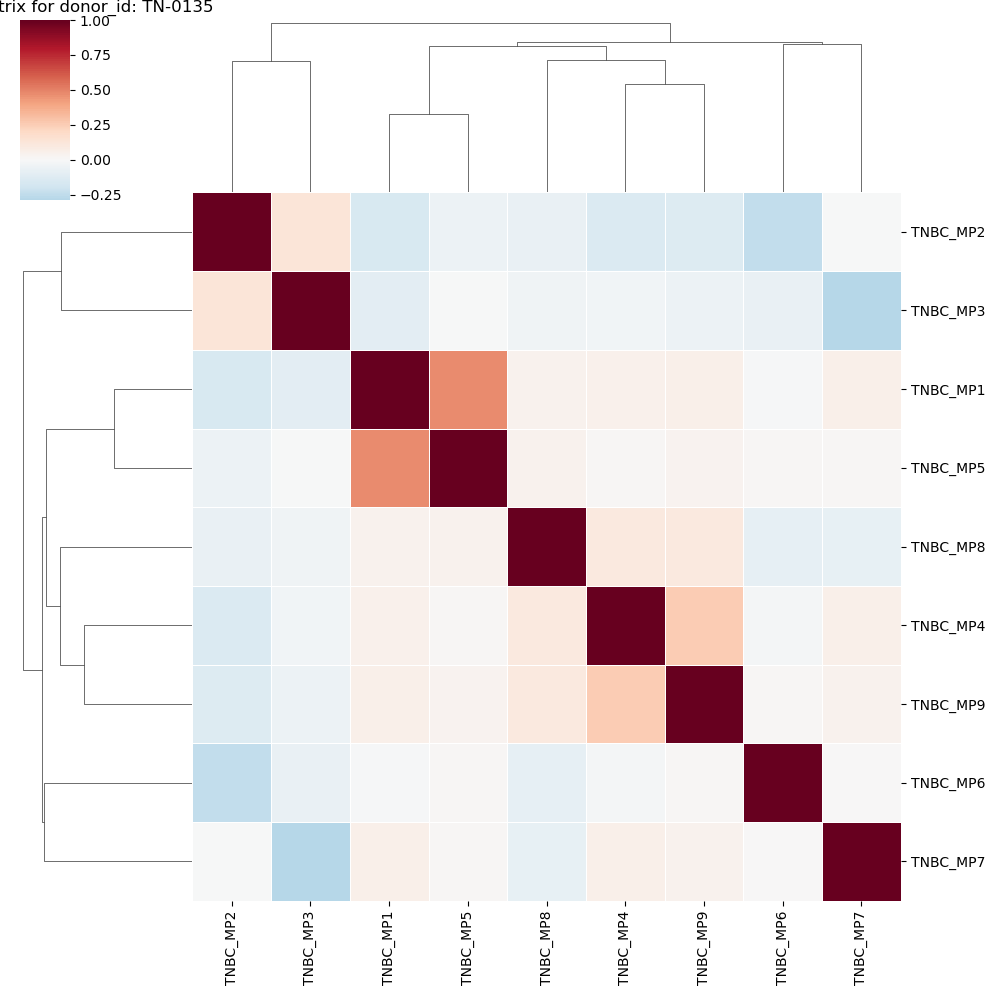 trix for donor_id: TN-0135
1.00
0.75
0.50
0.25
0.00
−0.25
TNBC_MP2
TNBC_MP3
TNBC_MP1
TNBC_MP5
TNBC_MP8
TNBC_MP4
TNBC_MP9
TNBC_MP6
TNBC_MP7
TNBC_MP2
TNBC_MP3
TNBC_MP1
TNBC_MP5
TNBC_MP8
TNBC_MP4
TNBC_MP9
TNBC_MP6
TNBC_MP7